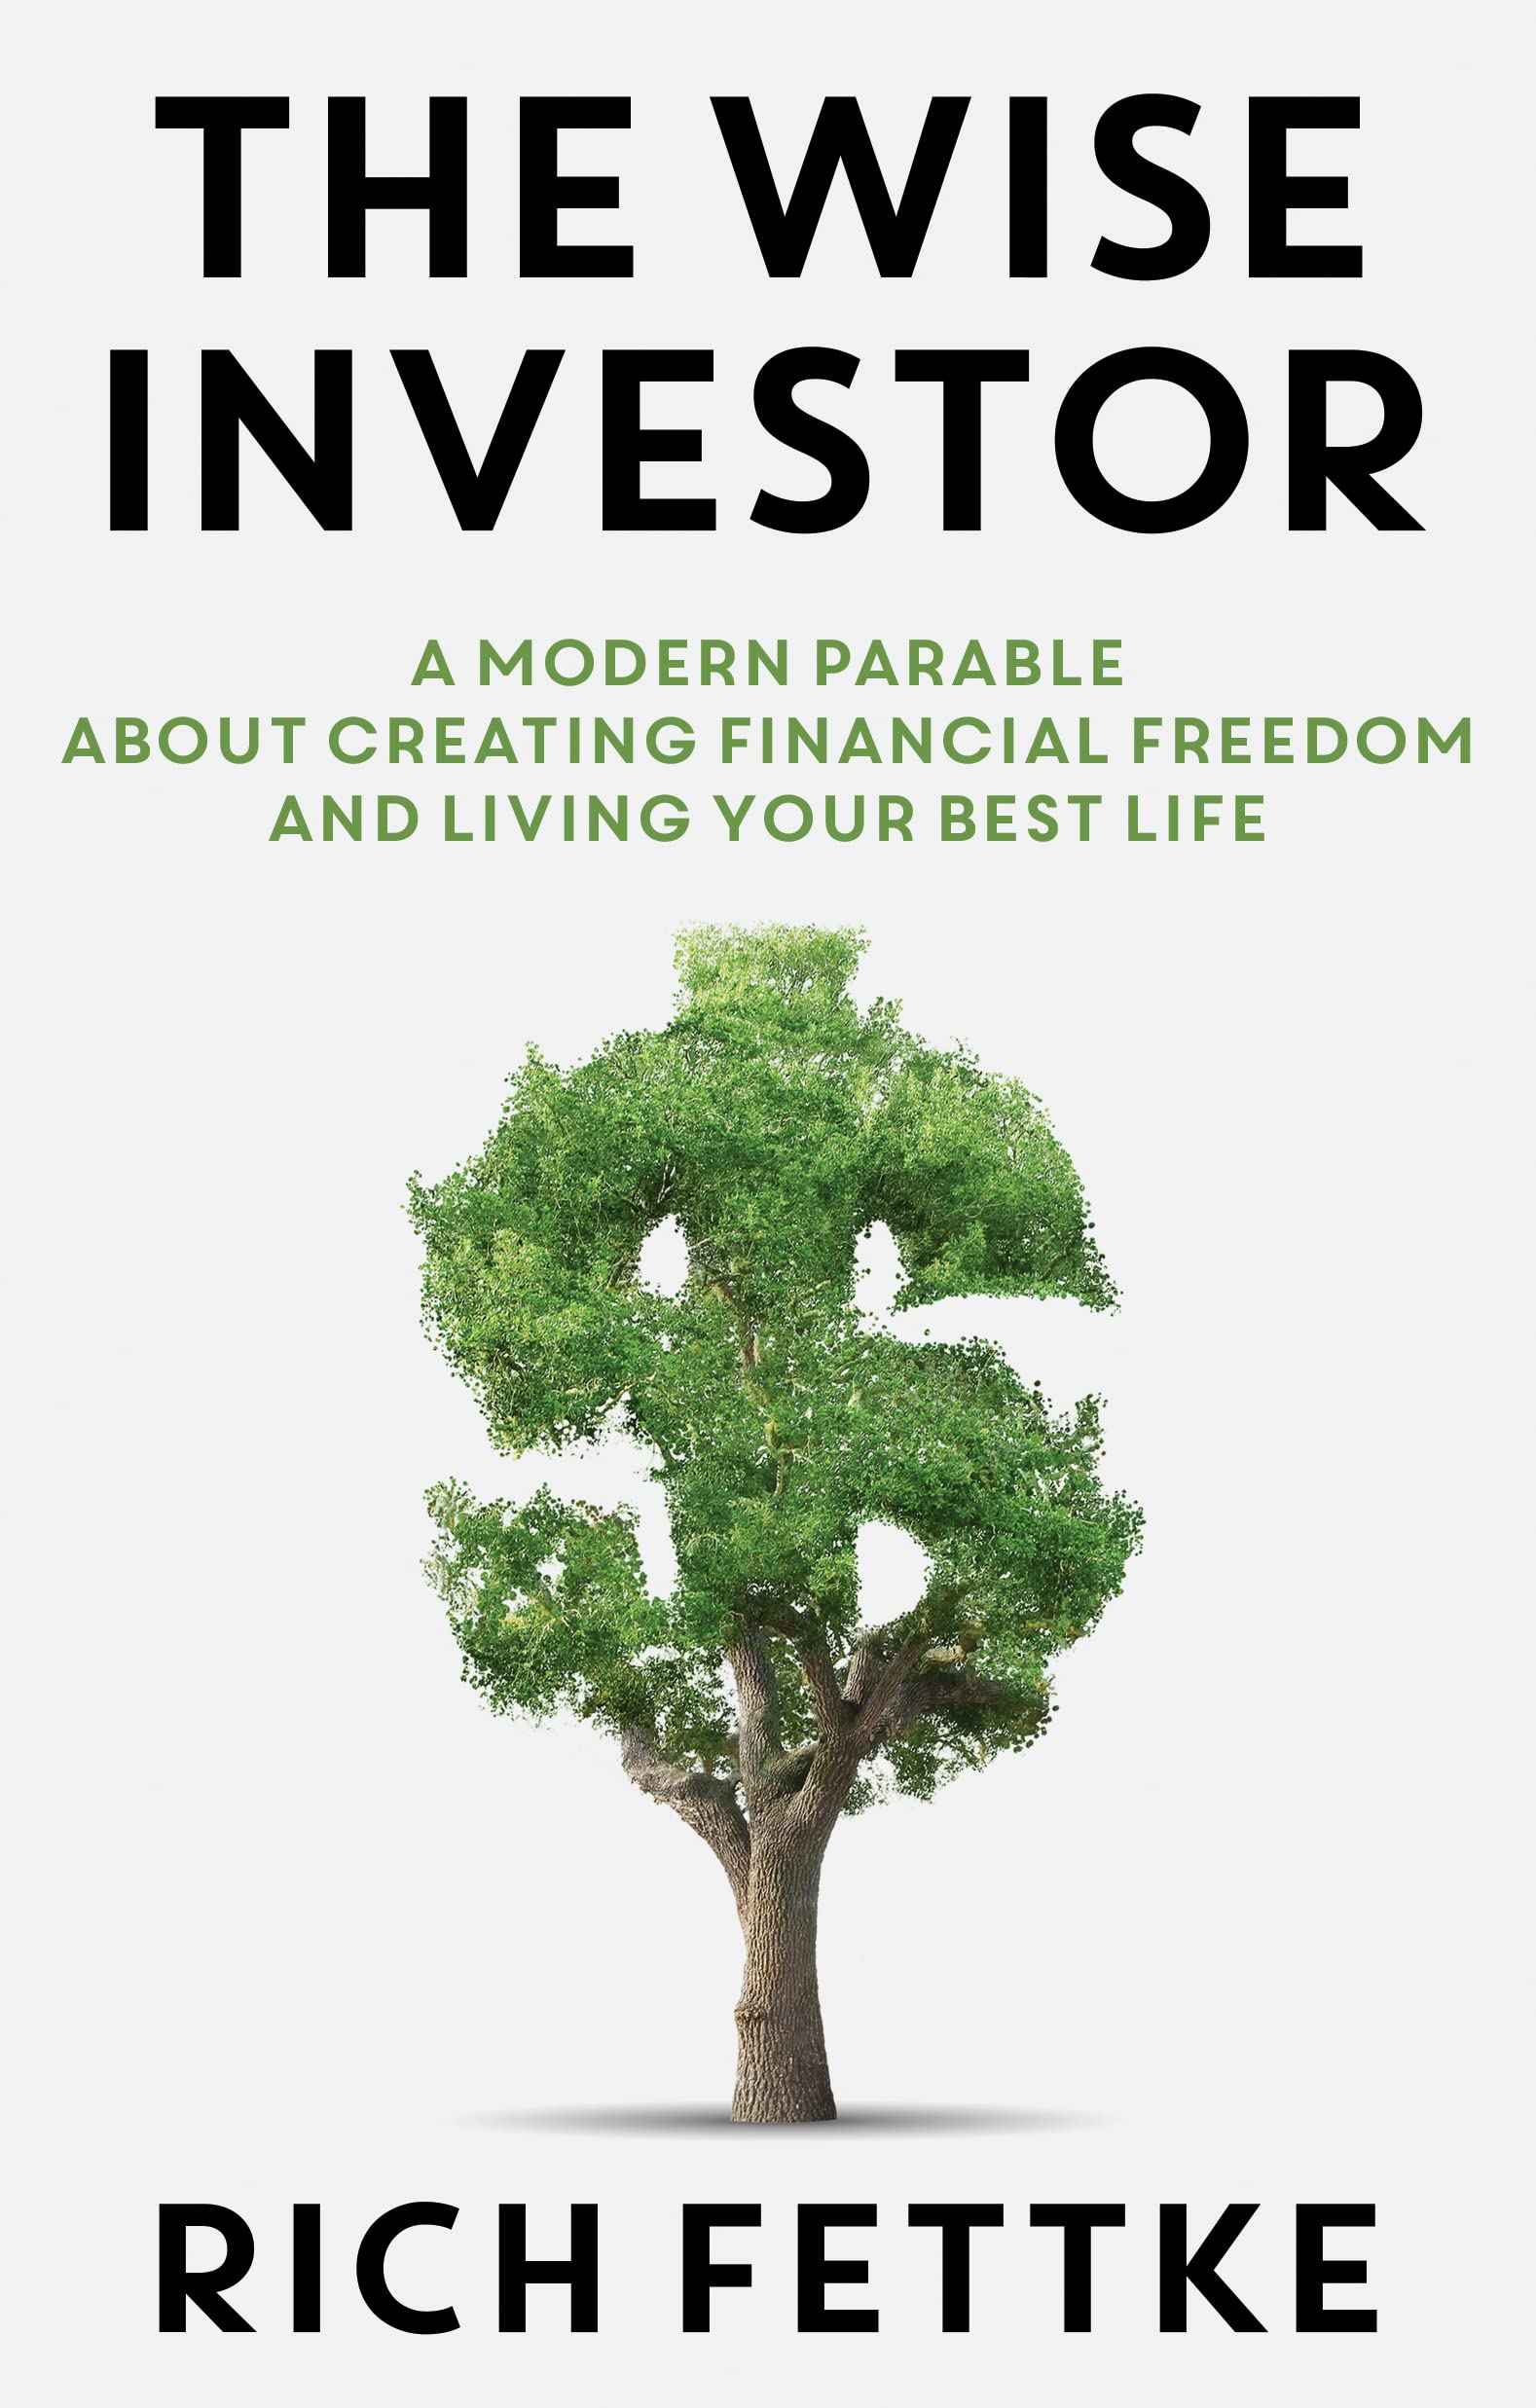 THE WISE
INVESTOR
A MODERN PARABLE
ABOUT CREATING FINANCIAL FREEDOM
AND LIVING YOUR BEST LIFE
RICH FETTKE